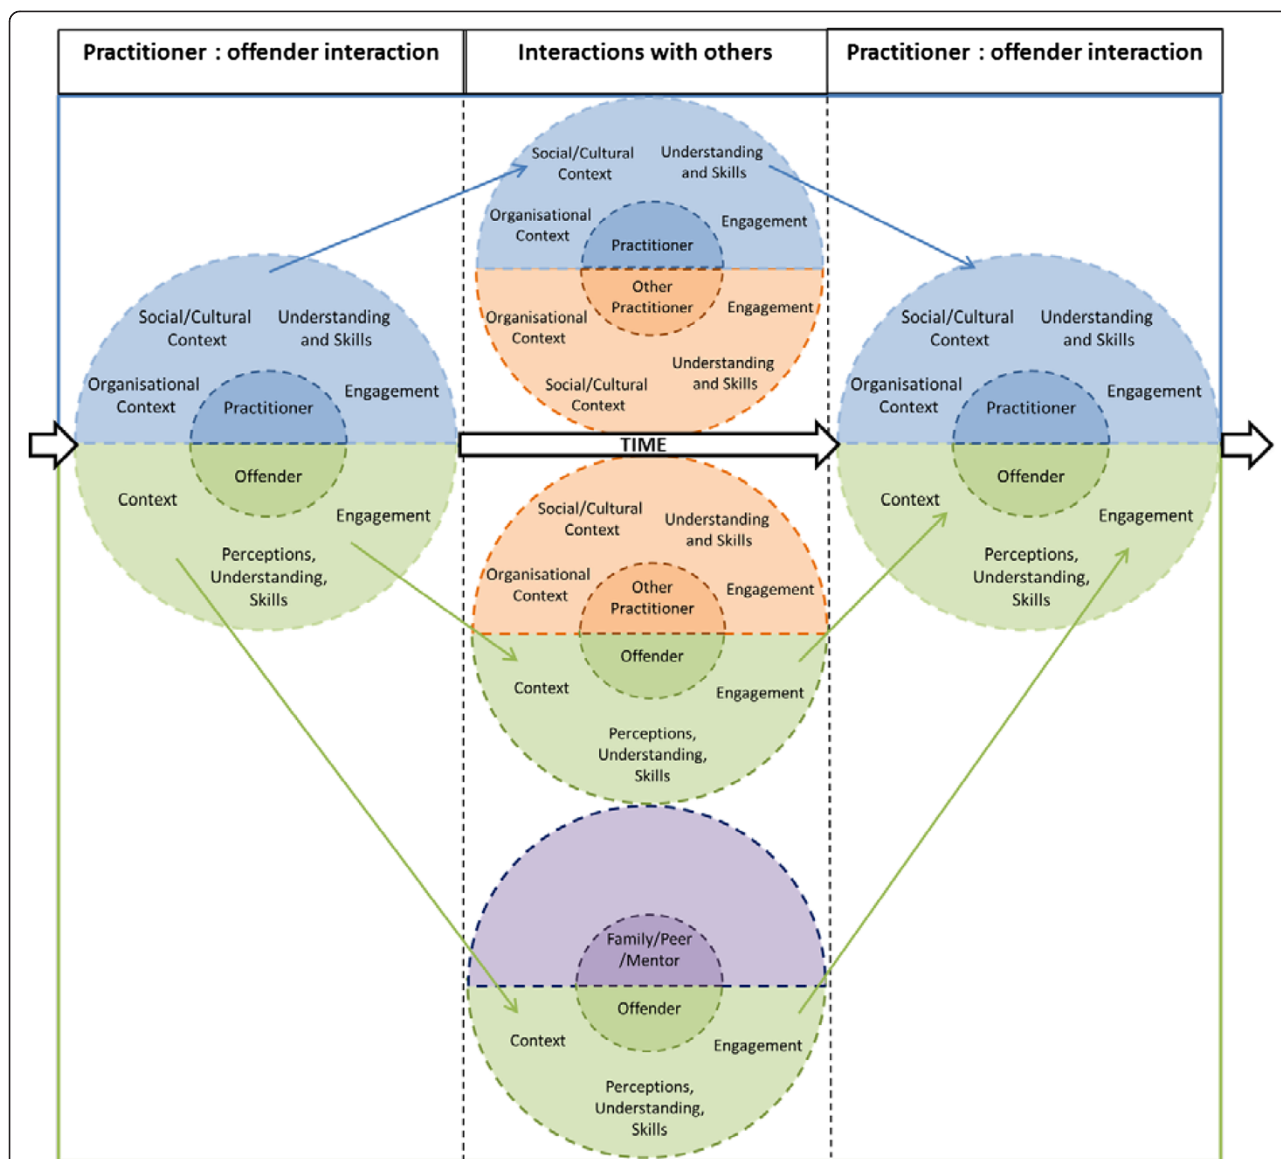 Practitioner : offender interaction
Interactions with others
Practitioner : offender interaction
Social/Cultural
Context
Understanding
and Skills
Organisational
Context
Engagement
Practitioner
Offender
Context
Engagement
Perceptions,
Understanding,
Skills
Social/Cultural
Context
Understanding
and Skills
Organisational
Context
Engagement
Practitioner
Other
Practitioner
Organisational
Context
Engagement
Social/Cultural
Context
Understanding
and Skills
TIME
Social/Cultural
Context
Understanding
and Skills
Organisational
Context
Engagement
Other
Practitioner
Offender
Context
Engagement
Perceptions,
Understanding,
Skills
Family/Peer
/Mentor
Offender
Context
Engagement
Perceptions,
Understanding,
Skills
Social/Cultural
Context
Understanding
and Skills
Organisational
Context
Engagement
Practitioner
Offender
Context
Engagement
Perceptions,
Understanding,
Skills